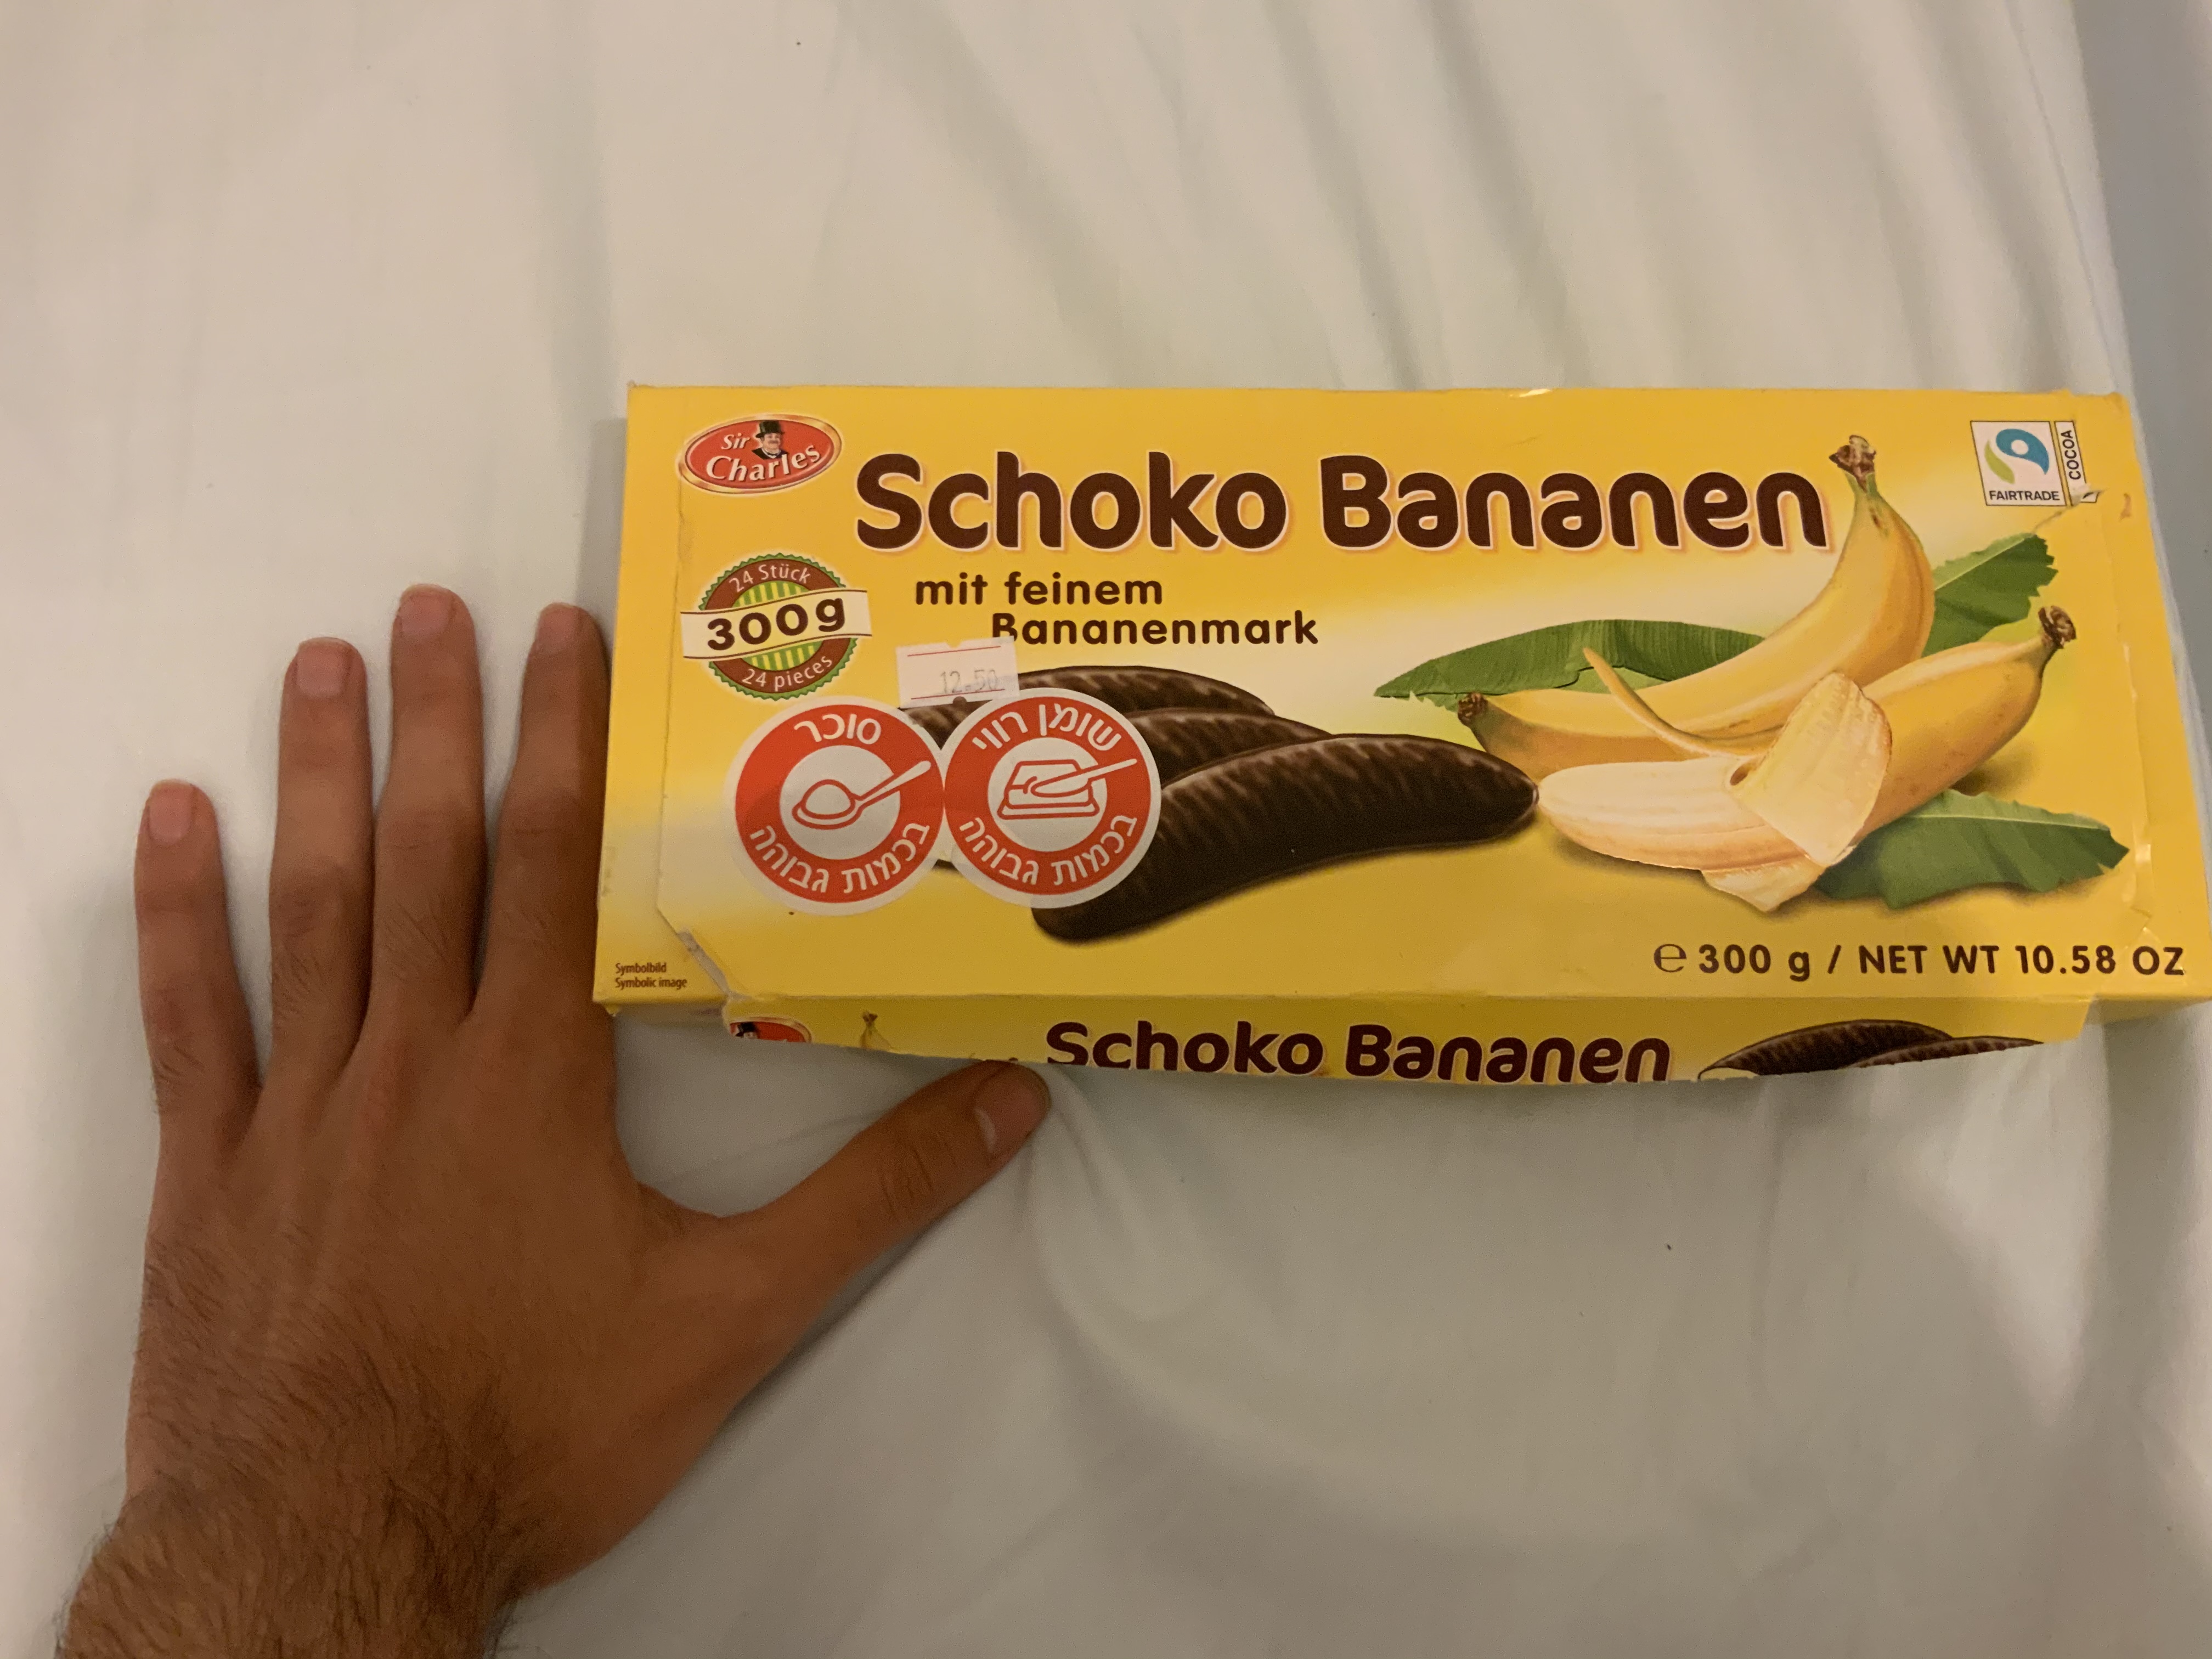 Sir
Charles
Schoko Bananen
FAIRTRADE
COCOA
mit feinem
Bananenmark
24 Stück
300g
24 pieces
12.50
סוכר
בכמות גבוהה
שומן רווי
בכמות גבוהה
Symbolbild
Symbolic image
℮ 300 g / NET WT 10.58 OZ
Schoko Bananen